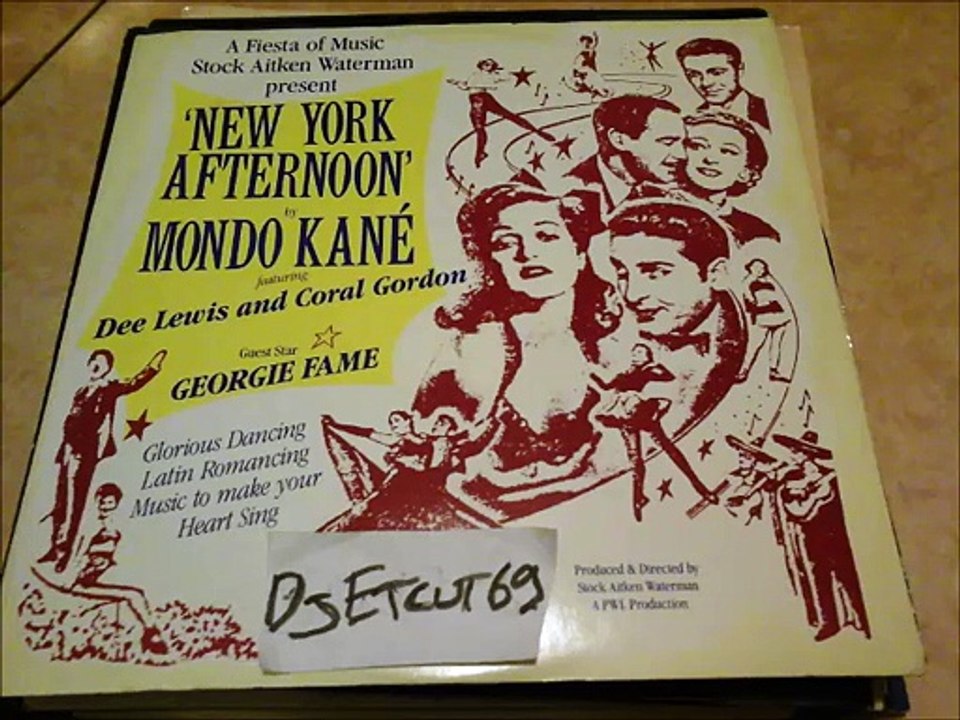 A Fiesta of Music
Stock Aitken Waterman
present
'NEW YORK
AFTERNOON'
by
MONDO KANÉ
featuring
Dee Lewis and Coral Gordon
Guest Star
GEORGIE FAME
Glorious Dancing
Latin Romancing
Music to make your
Heart Sing
DJETCUT69
Produced & Directed by
Stock Aitken Waterman
A PWL Production